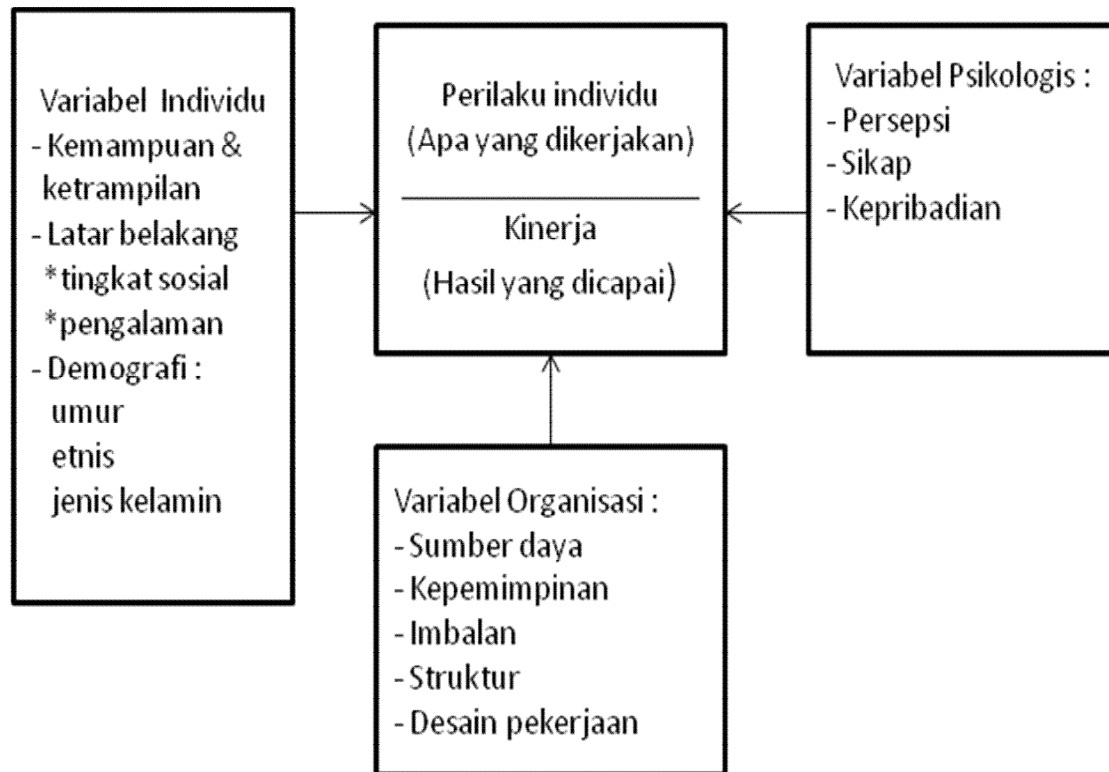 Variabel Individu
- Kemampuan &
ketrampilan
- Latar belakang
*tingkat sosial
*pengalaman
- Demografi :
umur
etnis
jenis kelamin
Perilaku individu
(Apa yang dikerjakan)
Kinerja
(Hasil yang dicapai)
Variabel Psikologis :
- Persepsi
- Sikap
- Kepribadian
Variabel Organisasi :
- Sumber daya
- Kepemimpinan
- Imbalan
- Struktur
- Desain pekerjaan